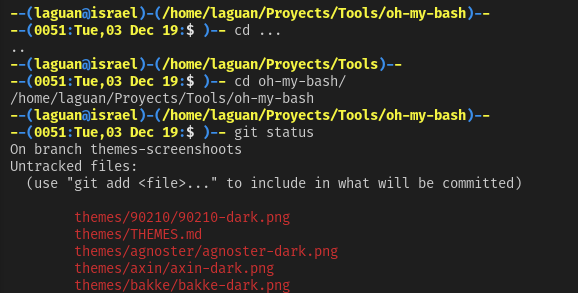 --(laguan@israel)-(/home/laguan/Proyects/Tools/oh-my-bash)--
--(0051:Tue,03 Dec 19:$ )-- cd ...
..
--(laguan@israel)-(/home/laguan/Proyects/Tools)--
--(0051:Tue,03 Dec 19:$ )-- cd oh-my-bash/
/home/laguan/Proyects/Tools/oh-my-bash
--(laguan@israel)-(/home/laguan/Proyects/Tools/oh-my-bash)--
--(0051:Tue,03 Dec 19:$ )-- git status
On branch themes-screenshoots
Untracked files:
  (use "git add <file>..." to include in what will be committed)
        themes/90210/90210-dark.png
        themes/THEMES.md
        themes/agnoster/agnoster-dark.png
        themes/axin/axin-dark.png
        themes/bakke/bakke-dark.png